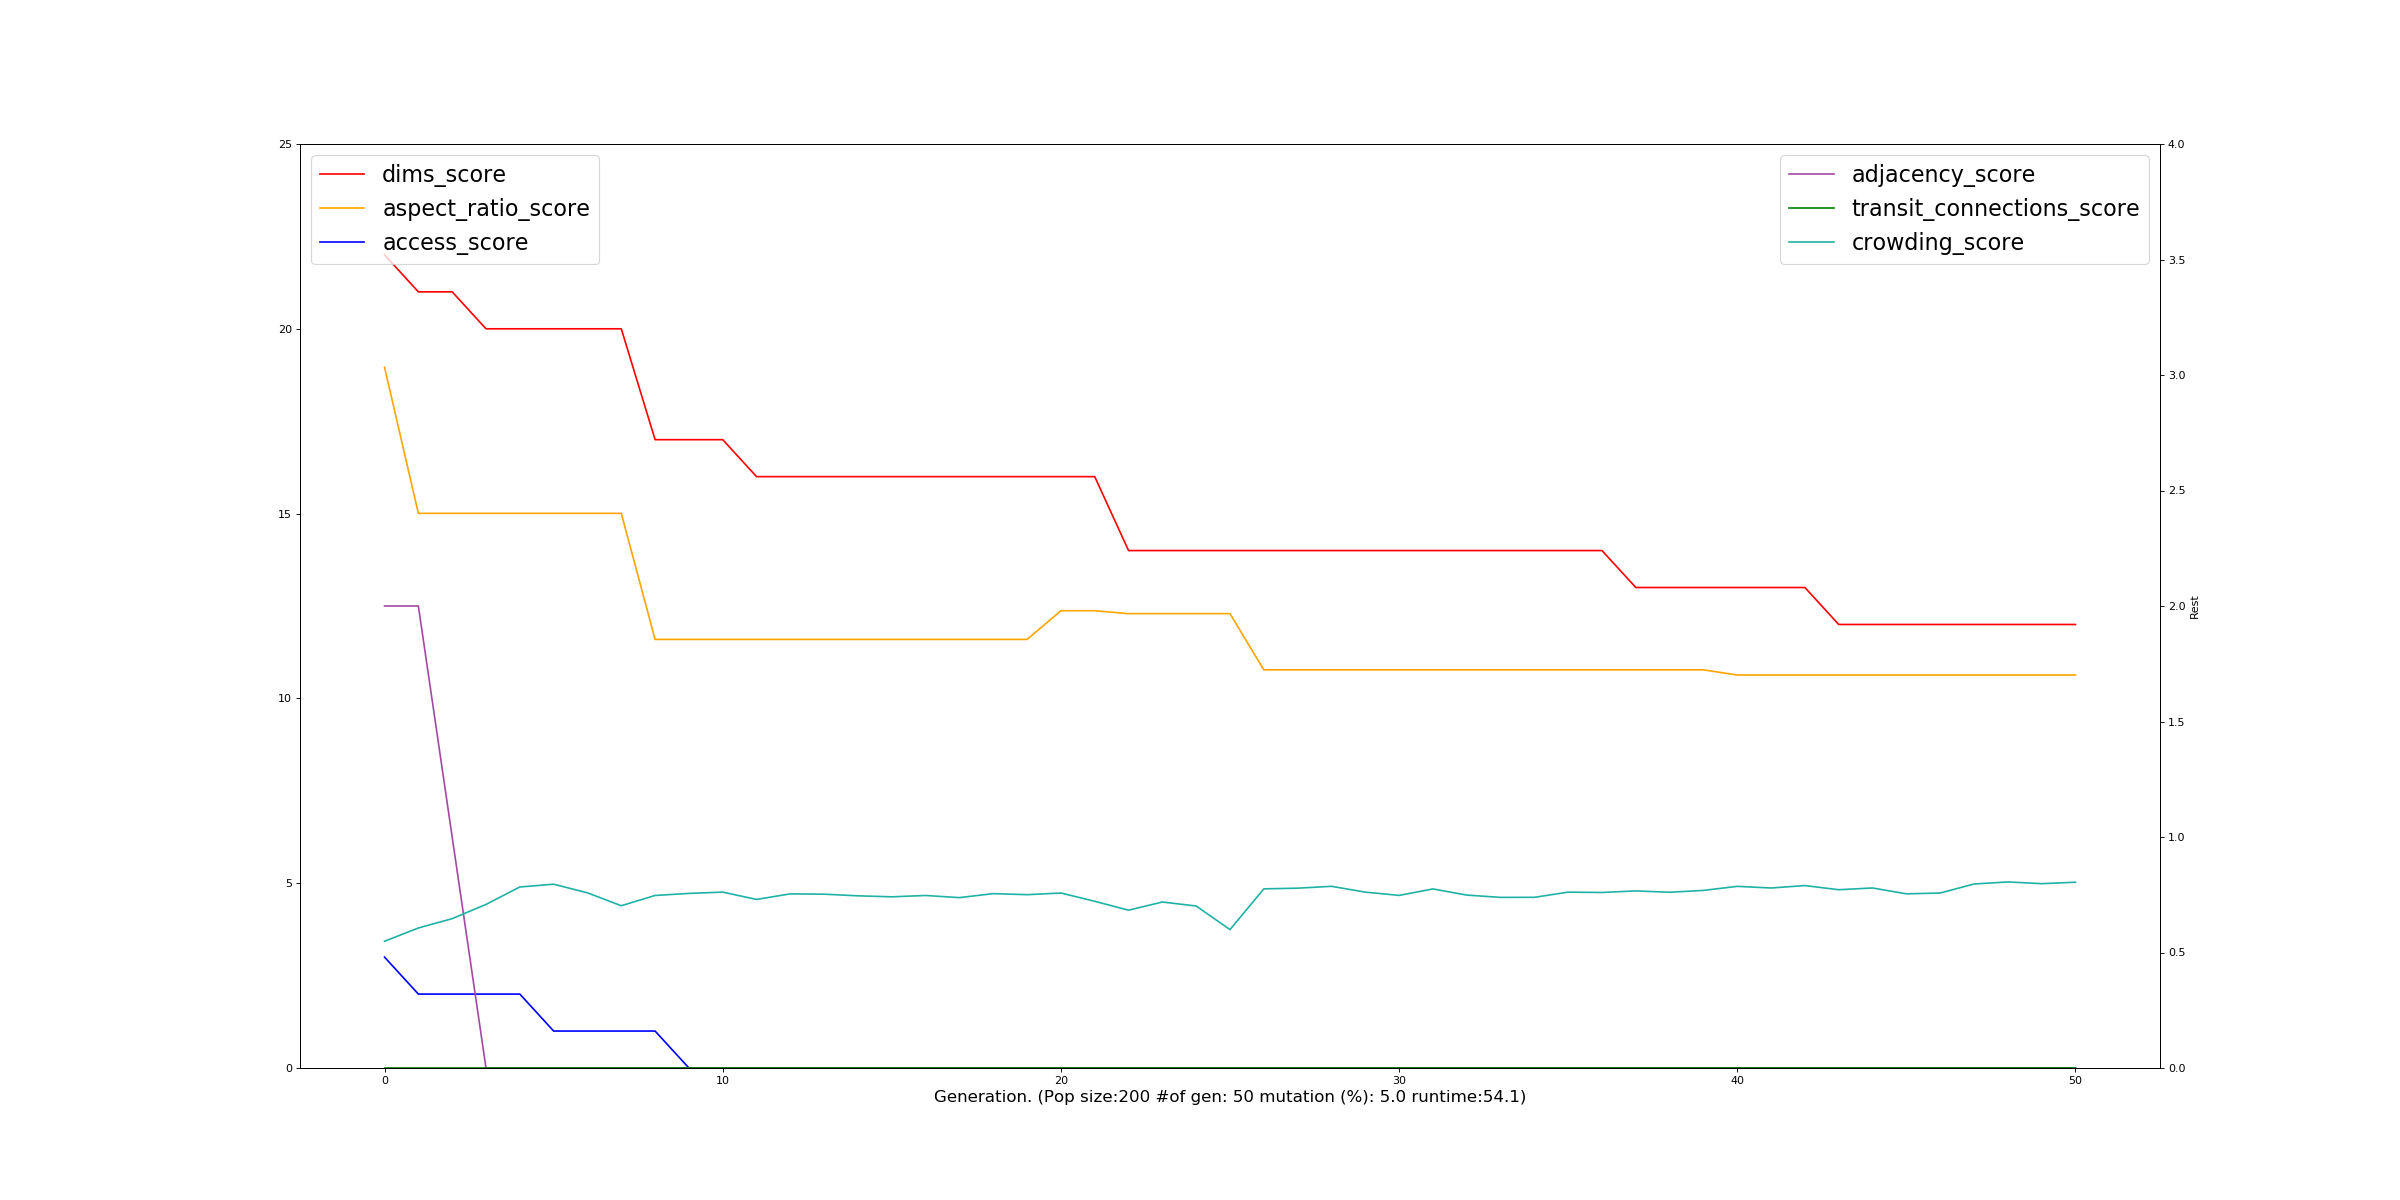 dims_score
aspect_ratio_score
access_score
adjacency_score
transit_connections_score
crowding_score
25
20
15
10
5
0
4.0
3.5
3.0
2.5
2.0
1.5
1.0
0.5
0.0
Rest
0 10 20 30 40 50
Generation. (Pop size:200 #of gen: 50 mutation (%): 5.0 runtime:54.1)